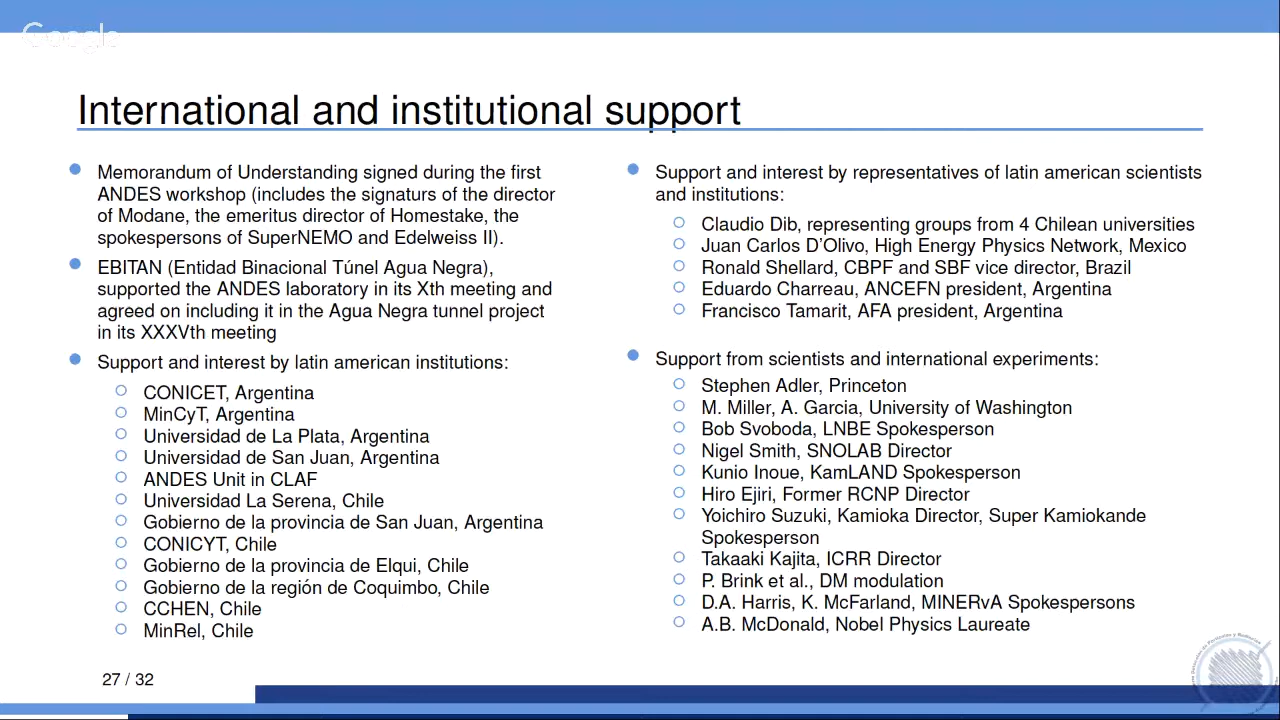 Google
International and institutional support
Memorandum of Understanding signed during the first
ANDES workshop (includes the signaturs of the director
of Modane, the emeritus director of Homestake, the
spokespersons of SuperNEMO and Edelweiss II).
EBITAN (Entidad Binacional Túnel Agua Negra),
supported the ANDES laboratory in its Xth meeting and
agreed on including it in the Agua Negra tunnel project
in its XXXVth meeting
Support and interest by latin american institutions:
CONICET, Argentina
MinCyT, Argentina
Universidad de La Plata, Argentina
Universidad de San Juan, Argentina
ANDES Unit in CLAF
Universidad La Serena, Chile
Gobierno de la provincia de San Juan, Argentina
CONICYT, Chile
Gobierno de la provincia de Elqui, Chile
Gobierno de la región de Coquimbo, Chile
CCHEN, Chile
MinRel, Chile
Support and interest by representatives of latin american scientists
and institutions:
Claudio Dib, representing groups from 4 Chilean universities
Juan Carlos D'Olivo, High Energy Physics Network, Mexico
Ronald Shellard, CBPF and SBF vice director, Brazil
Eduardo Charreau, ANCEFN president, Argentina
Francisco Tamarit, AFA president, Argentina
Support from scientists and international experiments:
Stephen Adler, Princeton
M. Miller, A. Garcia, University of Washington
Bob Svoboda, LNBE Spokesperson
Nigel Smith, SNOLAB Director
Kunio Inoue, KamLAND Spokesperson
Hiro Ejiri, Former RCNP Director
Yoichiro Suzuki, Kamioka Director, Super Kamiokande
Spokesperson
Takaaki Kajita, ICRR Director
P. Brink et al., DM modulation
D.A. Harris, K. McFarland, MINERvA Spokespersons
A.B. McDonald, Nobel Physics Laureate
27 / 32